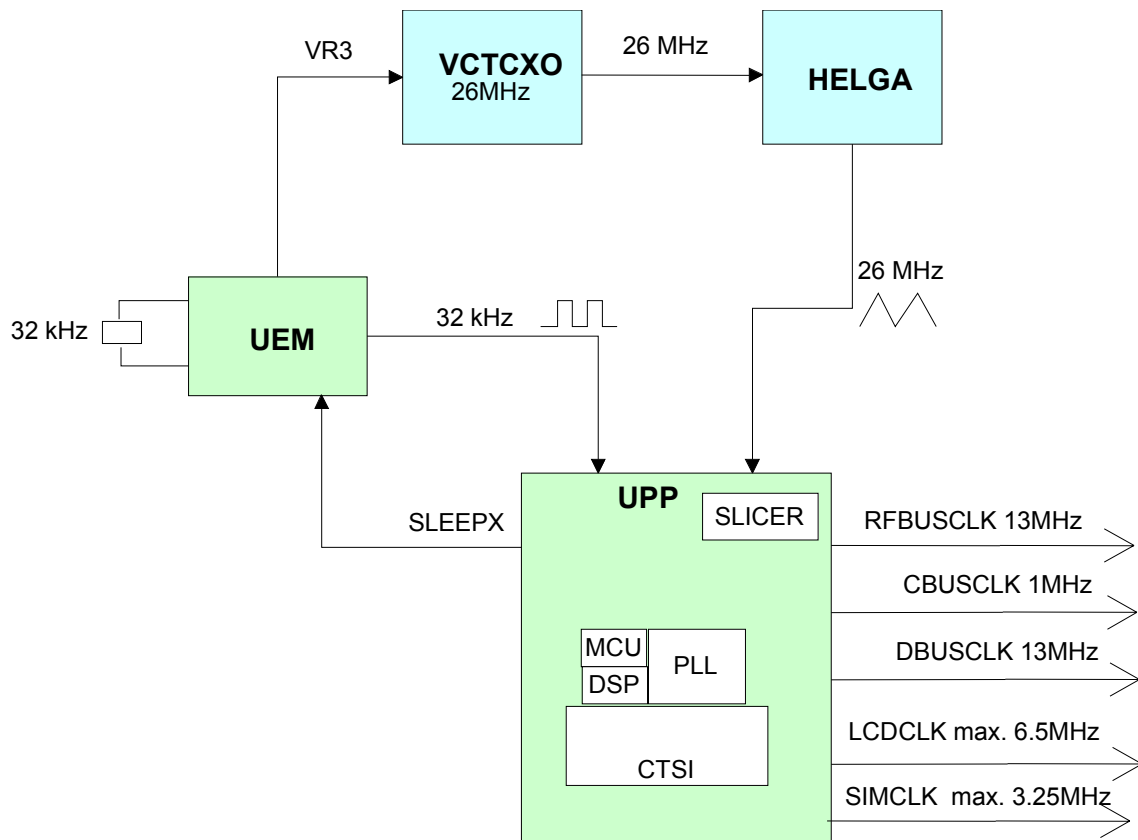 VR3
VCTCXO
26MHz
26 MHz
HELGA
26 MHz
32 kHz
UEM
32 kHz
UPP
SLICER
SLEEPX
RFBUSCLK 13MHz
CBUSCLK 1MHz
MCU
DSP
PLL
DBUSCLK 13MHz
CTSI
LCDCLK max. 6.5MHz
SIMCLK max. 3.25MHz